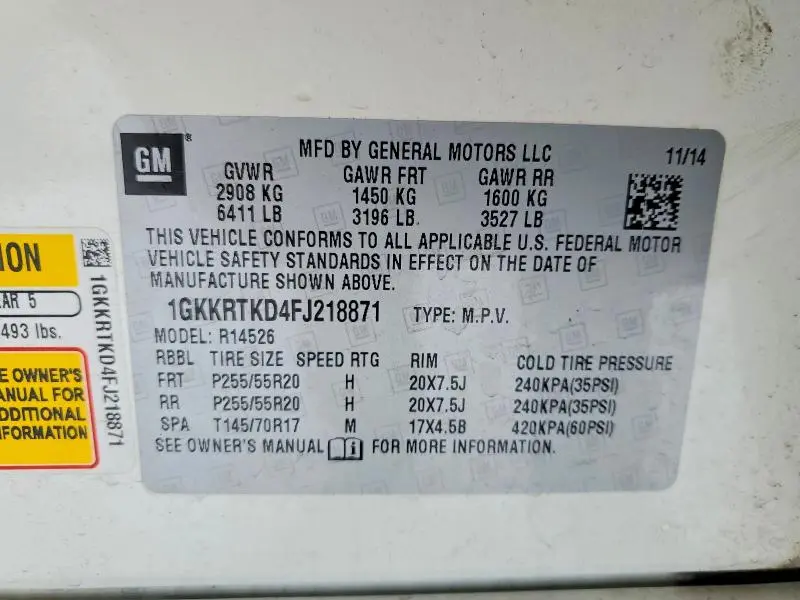 GM
®
MFD BY GENERAL MOTORS LLC
11/14
GVWR GAWR FRT GAWR RR
2908 KG 1450 KG 1600 KG
6411 LB 3196 LB 3527 LB
THIS VEHICLE CONFORMS TO ALL APPLICABLE U.S. FEDERAL MOTOR
VEHICLE SAFETY STANDARDS IN EFFECT ON THE DATE OF
MANUFACTURE SHOWN ABOVE.
1GKKRTKD4FJ218871 TYPE: M.P.V.
MODEL: R14526
RBBL TIRE SIZE SPEED RTG RIM COLD TIRE PRESSURE
FRT P255/55R20 H 20X7.5J 240KPA(35PSI)
RR P255/55R20 H 20X7.5J 240KPA(35PSI)
SPA T145/70R17 M 17X4.5B 420KPA(60PSI)
SEE OWNER'S MANUAL i FOR MORE INFORMATION.
ION
AR 5
493 lbs.
E OWNER'S
ANUAL FOR
DDITIONAL
FORMATION
1GKKRTKD4FJ218871